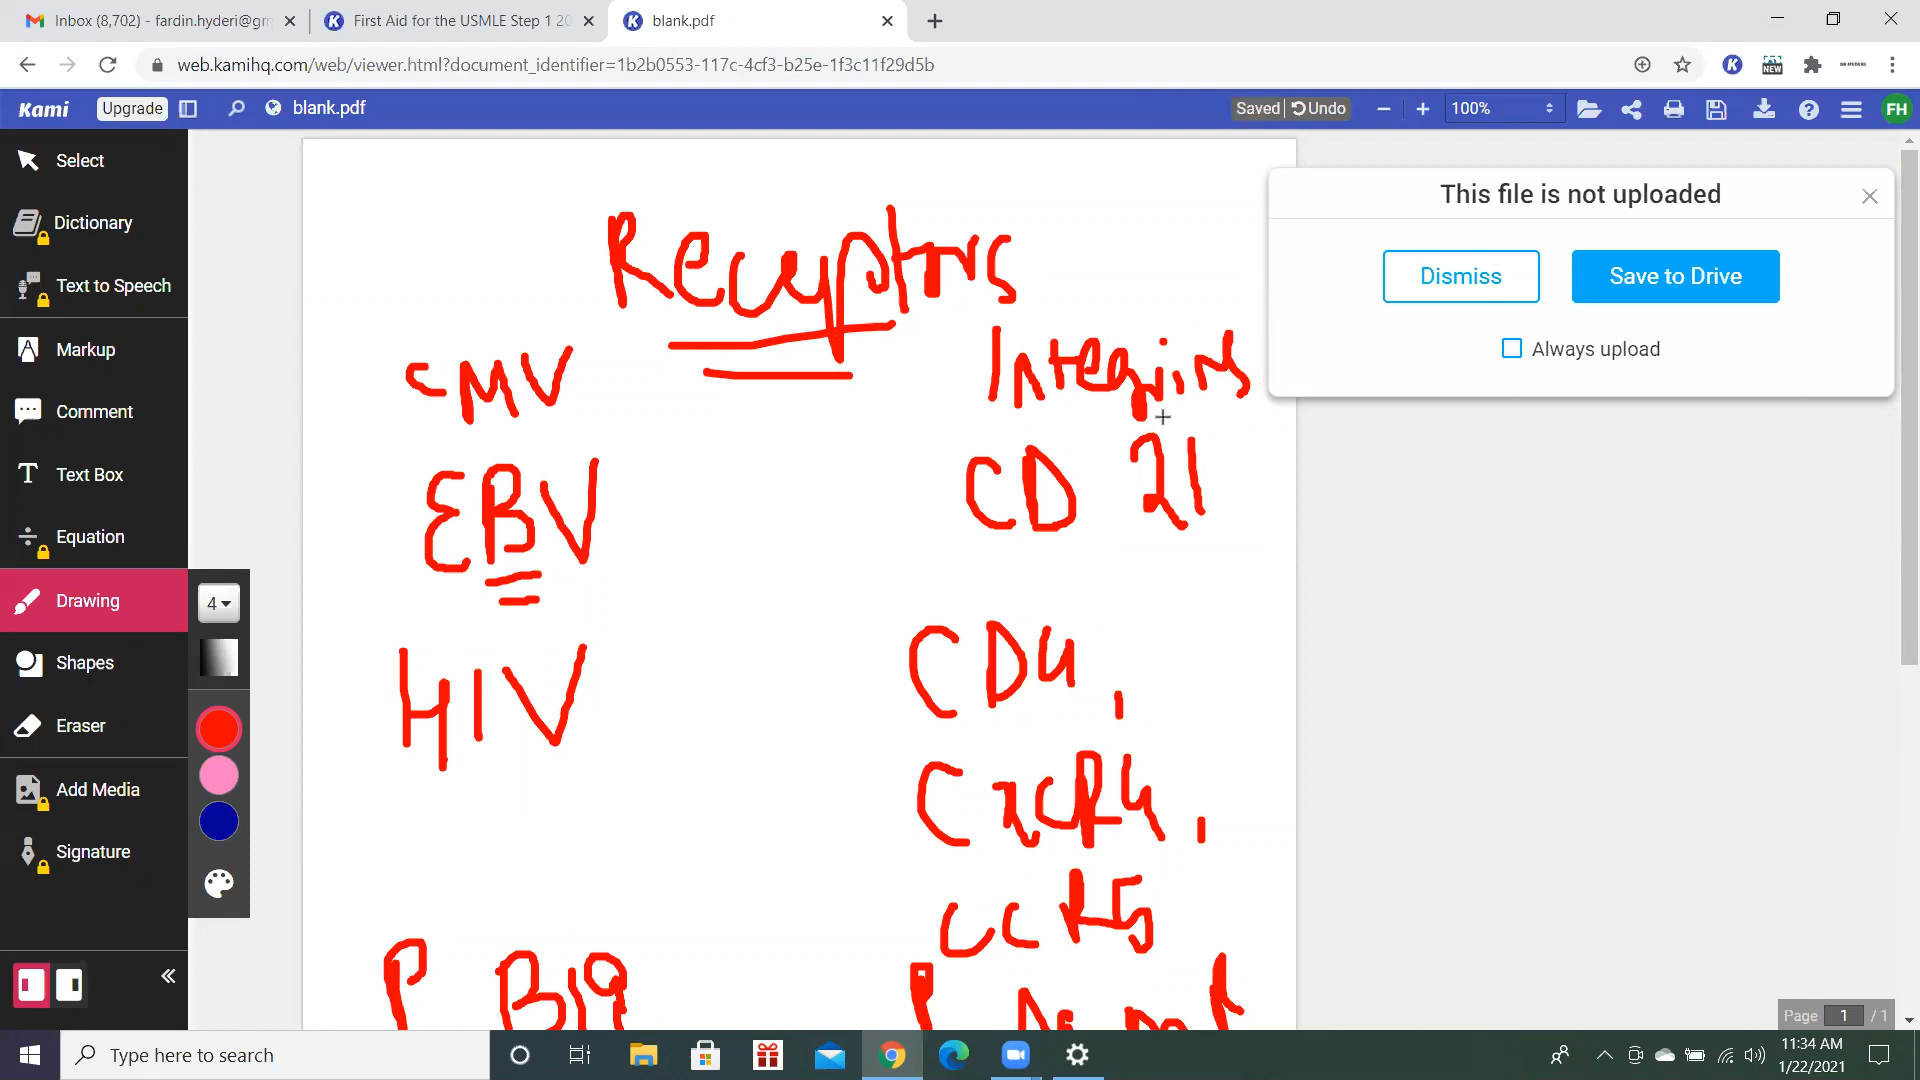 Inbox (8,702) - fardin.hyderi@gm
First Aid for the USMLE Step 1 20
blank.pdf
web.kamihq.com/web/viewer.html?document_identifier=1b2b0553-117c-4cf3-b25e-1f3c11f29d5b
NEW
Kami
Upgrade
blank.pdf
Saved
Undo
100%
FH
Select
Dictionary
Text to Speech
Markup
Comment
Text Box
Equation
Drawing
4
Shapes
Eraser
Add Media
Signature
This file is not uploaded
Dismiss
Save to Drive
Always upload
Receptors
CMV Integrins
EBV CD 21
HIV CD4,
CxCR4,
CCR5
P B19 P
Page 1 / 1
Type here to search
11:34 AM
1/22/2021